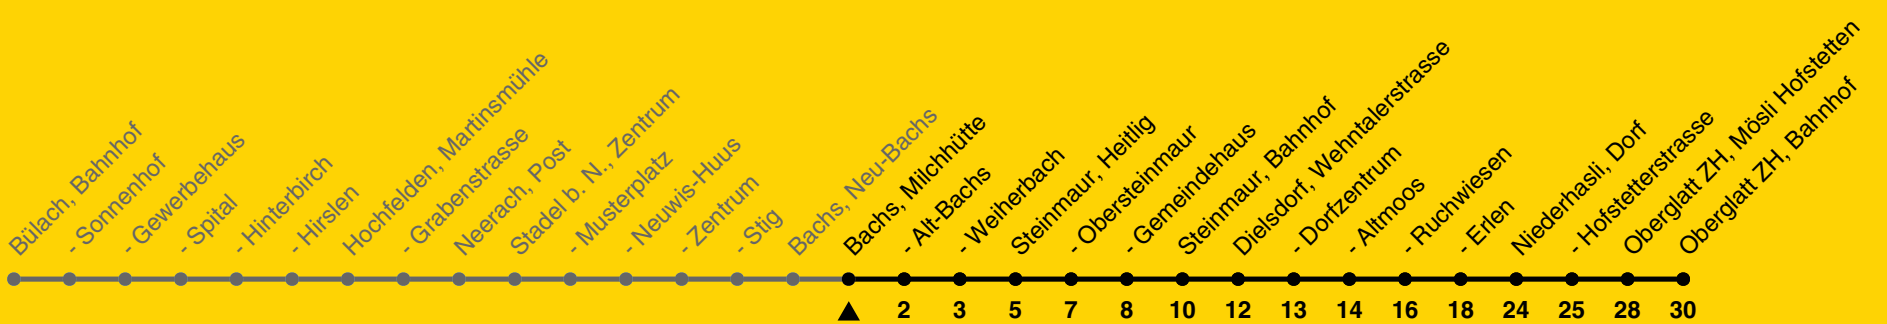 Bülach, Bahnhof
- Sonnenhof
- Gewerbehaus
- Spital
- Hinterbirch
- Hirslen
Hochfelden, Martinsmühle
- Grabenstrasse
Neerach, Post
Stadel b. N., Zentrum
- Musterplatz
- Neuwis-Huus
- Zentrum
- Stig
Bachs, Neu-Bachs
Bachs, Milchhütte
- Alt-Bachs
- Weiherbach
Steinmaur, Heitlig
- Obersteinmaur
- Gemeindehaus
Steinmaur, Bahnhof
Dielsdorf, Wehntalerstrasse
- Dorfzentrum
- Altmoos
- Ruchwiesen
- Erlen
Niederhasli, Dorf
- Hofstetterstrasse
Oberglatt ZH, Mösli Hofstetten
Oberglatt ZH, Bahnhof
2 3 5 7 8 10 12 13 14 16 18 24 25 28 30